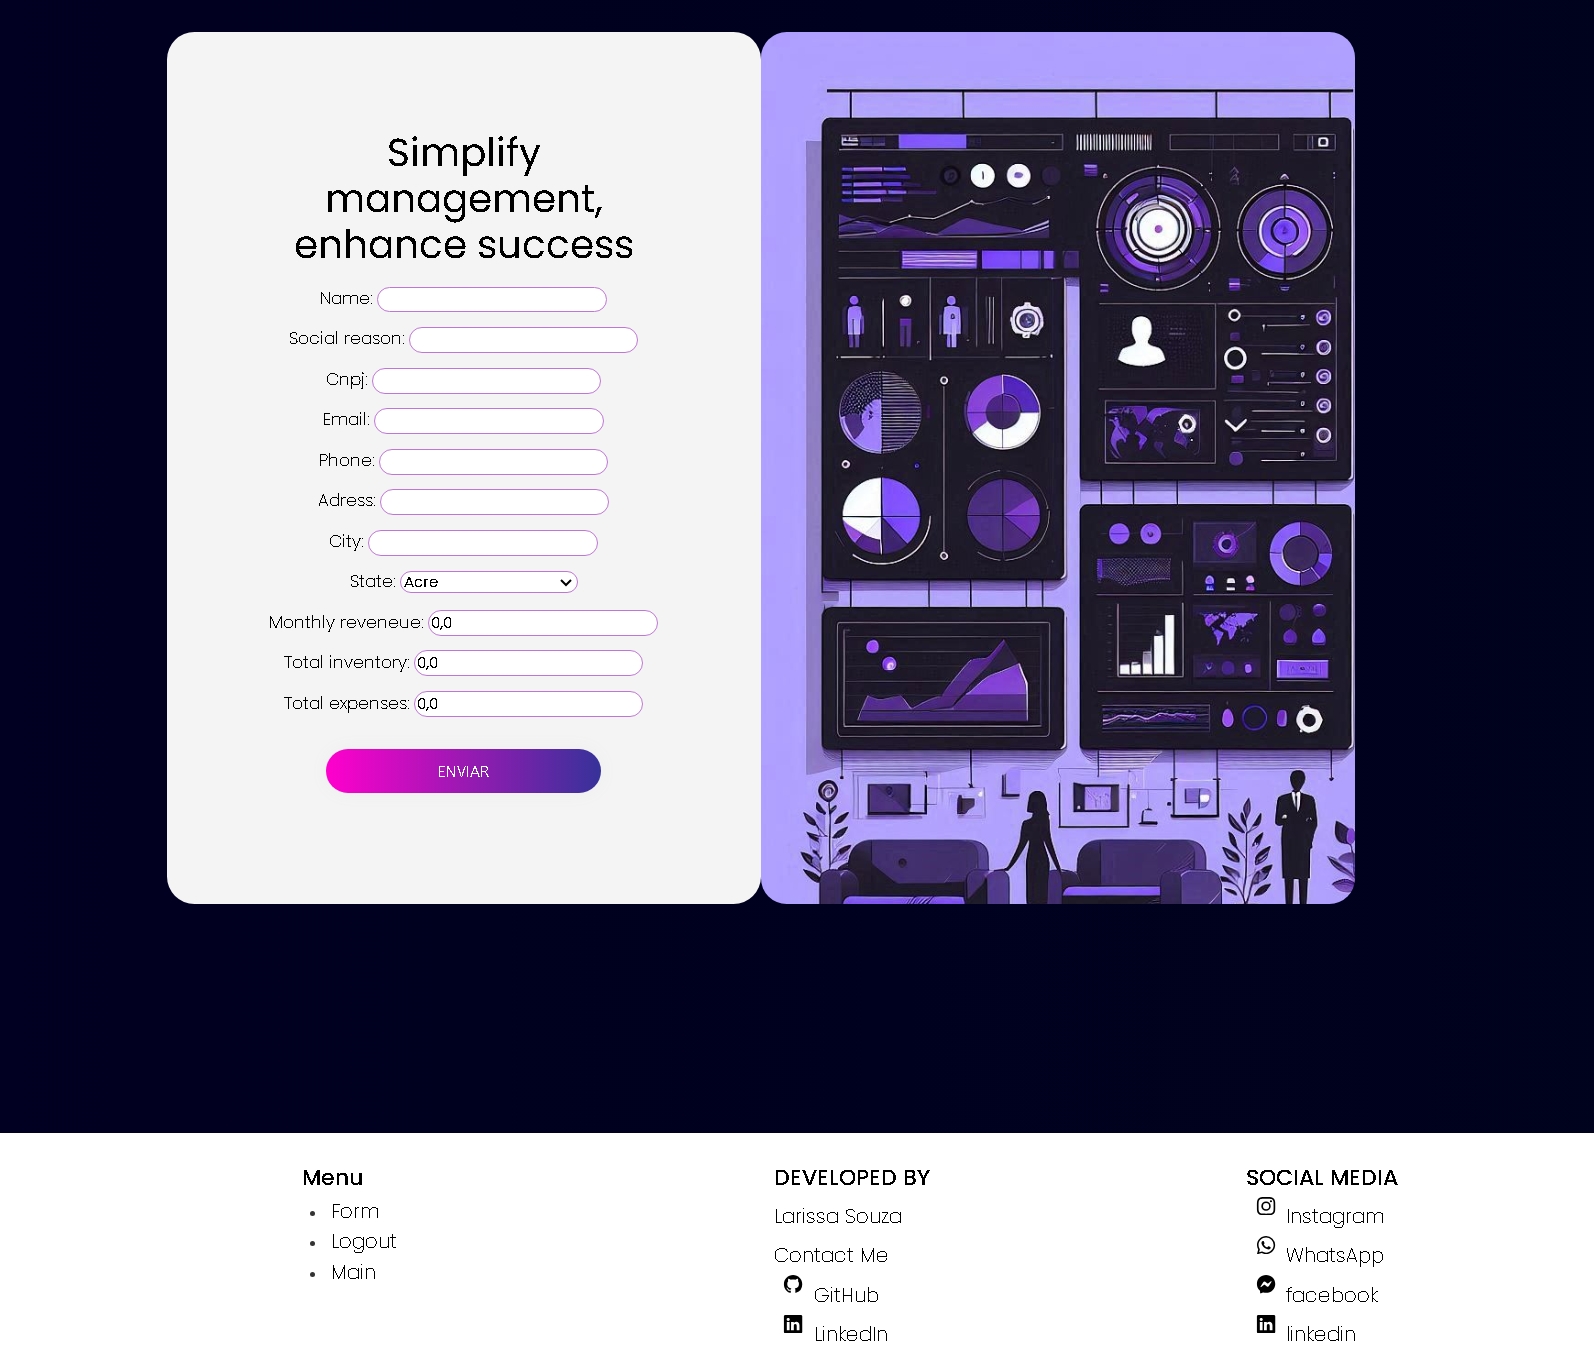 Simplify
management,
enhance success
Name:
Social reason:
Cnpj:
Email:
Phone:
Adress:
City:
State: Acre
Monthly reveneue: 0,0
Total inventory: 0,0
Total expenses: 0,0
ENVIAR
Menu
Form
Logout
Main
DEVELOPED BY
Larissa Souza
Contact Me
GitHub
LinkedIn
SOCIAL MEDIA
Instagram
WhatsApp
facebook
linkedin